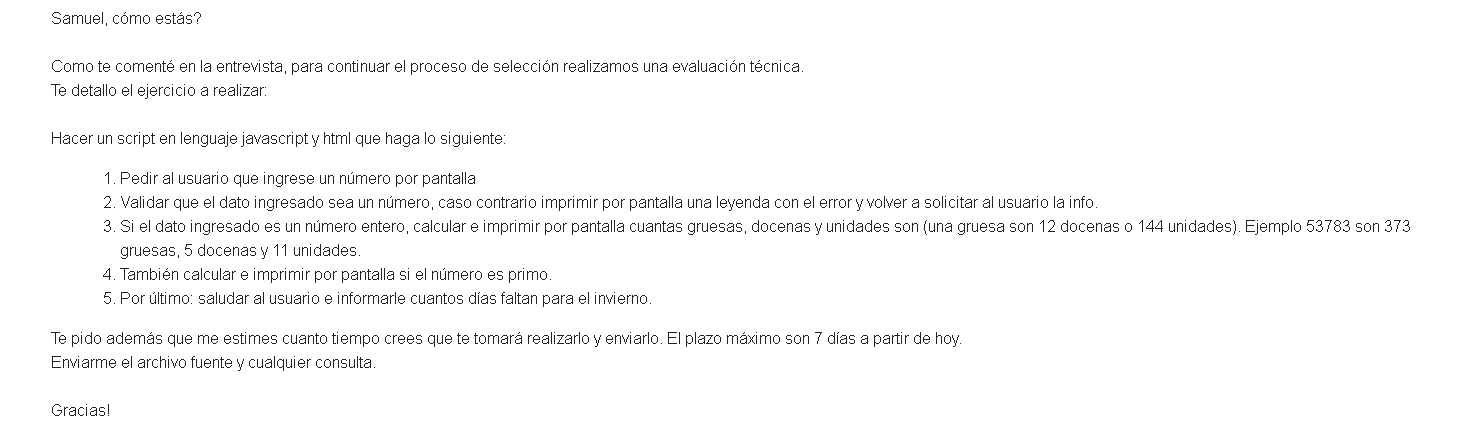 Samuel, cómo estás?
Como te comenté en la entrevista, para continuar el proceso de selección realizamos una evaluación técnica.
Te detallo el ejercicio a realizar:
Hacer un script en lenguaje javascript y html que haga lo siguiente:
1. Pedir al usuario que ingrese un número por pantalla
2. Validar que el dato ingresado sea un número, caso contrario imprimir por pantalla una leyenda con el error y volver a solicitar al usuario la info.
3. Si el dato ingresado es un número entero, calcular e imprimir por pantalla cuantas gruesas, docenas y unidades son (una gruesa son 12 docenas o 144 unidades). Ejemplo 53783 son 373
gruesas, 5 docenas y 11 unidades.
4. También calcular e imprimir por pantalla si el número es primo.
5. Por último: saludar al usuario e informarle cuantos días faltan para el invierno.
Te pido además que me estimes cuanto tiempo crees que te tomará realizarlo y enviarlo. El plazo máximo son 7 días a partir de hoy.
Enviarme el archivo fuente y cualquier consulta.
Gracias!